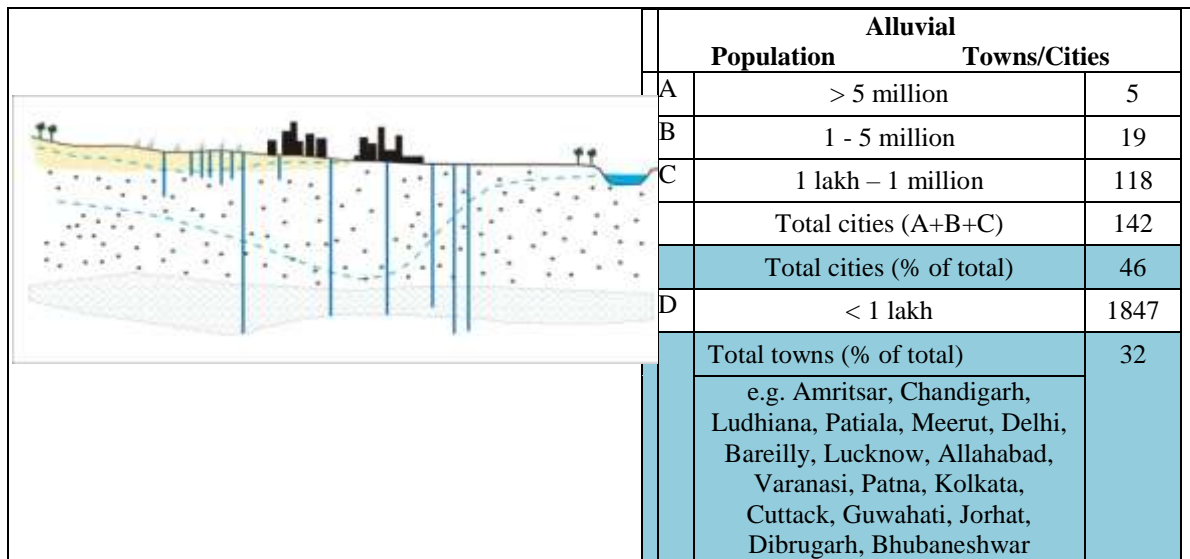 Alluvial
Population Towns/Cities
A > 5 million 5
B 1 - 5 million 19
C 1 lakh – 1 million 118
Total cities (A+B+C) 142
Total cities (% of total) 46
D < 1 lakh 1847
Total towns (% of total) 32
e.g. Amritsar, Chandigarh,
Ludhiana, Patiala, Meerut, Delhi,
Bareilly, Lucknow, Allahabad,
Varanasi, Patna, Kolkata,
Cuttack, Guwahati, Jorhat,
Dibrugarh, Bhubaneshwar